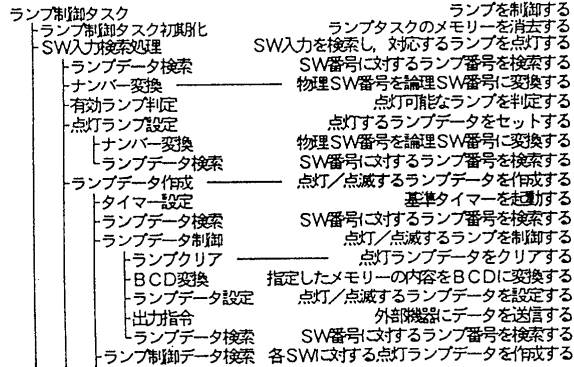 ランプ制御タスク ランプを制御する
ランプ制御タスク初期化 ランプタスクのメモリーを消去する
SW入力検索処理 SW入力を検索し,対応するランプを点灯する
ランプデータ検索 SW番号に対するランプ番号を検索する
ナンバー変換 物理SW番号を論理SW番号に変換する
有効ランプ判定 点灯可能なランプを判定する
点灯ランプ設定 点灯するランプデータをセットする
ナンバー変換 物理SW番号を論理SW番号に変換する
ランプデータ検索 SW番号に対するランプ番号を検索する
ランプデータ作成 点灯/点滅するランプデータを作成する
タイマー設定 基準タイマーを起動する
ランプデータ検索 SW番号に対するランプ番号を検索する
ランプデータ制御 点灯/点滅するランプを制御する
ランプクリア 点灯ランプデータをクリアする
BCD変換 指定したメモリーの内容をBCDに変換する
ランプデータ設定 点灯/点滅するランプデータを設定する
出力指令 外部機器にデータを送信する
ランプデータ検索 SW番号に対するランプ番号を検索する
ランプ制御データ検索 各SWに対する点灯ランプデータを作成する